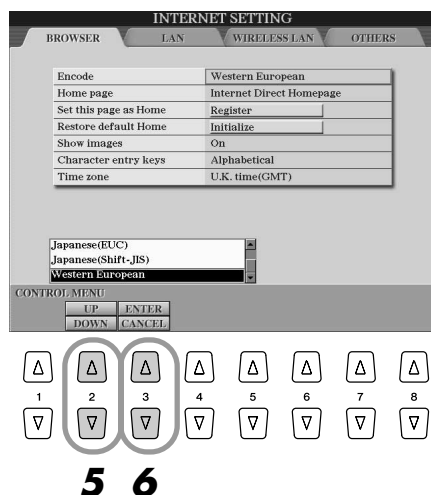 INTERNET SETTING
BROWSER LAN WIRELESS LAN OTHERS
Encode Western European
Home page Internet Direct Homepage
Set this page as Home Register
Restore default Home Initialize
Show images On
Character entry keys Alphabetical
Time zone U.K. time(GMT)
Japanese(EUC)
Japanese(Shift-JIS)
Western European
CONTROL MENU
UP ENTER
DOWN CANCEL
1 2 3 4 5 6 7 8
5 6